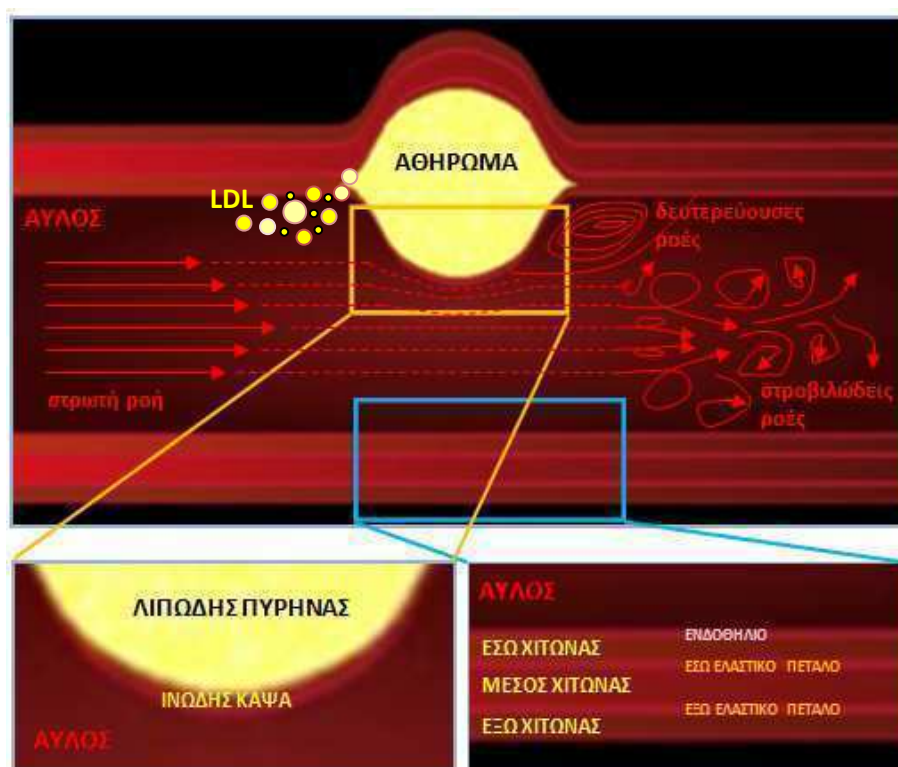 ΑΘΗΡΩΜΑ
LDL
ΑΥΛΟΣ
δευτερεύουσες
ροές
στρωτή ροή
στροβιλώδεις
ροές
ΛΙΠΩΔΗΣ ΠΥΡΗΝΑΣ
ΙΝΩΔΗΣ ΚΑΨΑ
ΑΥΛΟΣ
ΑΥΛΟΣ
ΕΝΔΟΘΗΛΙΟ
ΕΣΩ ΧΙΤΩΝΑΣ
ΕΣΩ ΕΛΑΣΤΙΚΟ ΠΕΤΑΛΟ
ΜΕΣΟΣ ΧΙΤΩΝΑΣ
ΕΞΩ ΕΛΑΣΤΙΚΟ ΠΕΤΑΛΟ
ΕΞΩ ΧΙΤΩΝΑΣ